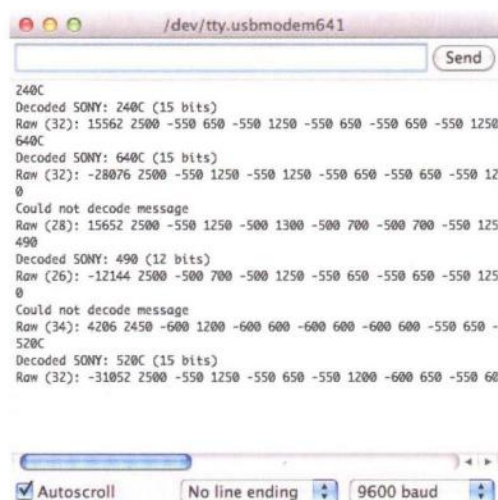 /dev/tty.usbmodem641
Send
240C
Decoded SONY: 240C (15 bits)
Raw (32): 15562 2500 -550 650 -550 1250 -550 650 -550 650 -550 1250
640C
Decoded SONY: 640C (15 bits)
Raw (32): -28076 2500 -550 1250 -550 1250 -550 650 -550 650 -550 12
0
Could not decode message
Raw (28): 15652 2500 -550 1250 -500 1300 -500 700 -500 700 -550 125
490
Decoded SONY: 490 (12 bits)
Raw (26): -12144 2500 -500 700 -500 1250 -550 650 -550 650 -550 125
0
Could not decode message
Raw (34): 4206 2450 -600 1200 -600 600 -600 600 -600 600 -550 650 -
520C
Decoded SONY: 520C (15 bits)
Raw (32): -31052 2500 -550 1250 -550 650 -550 1200 -600 650 -550 60
Autoscroll
No line ending
9600 baud